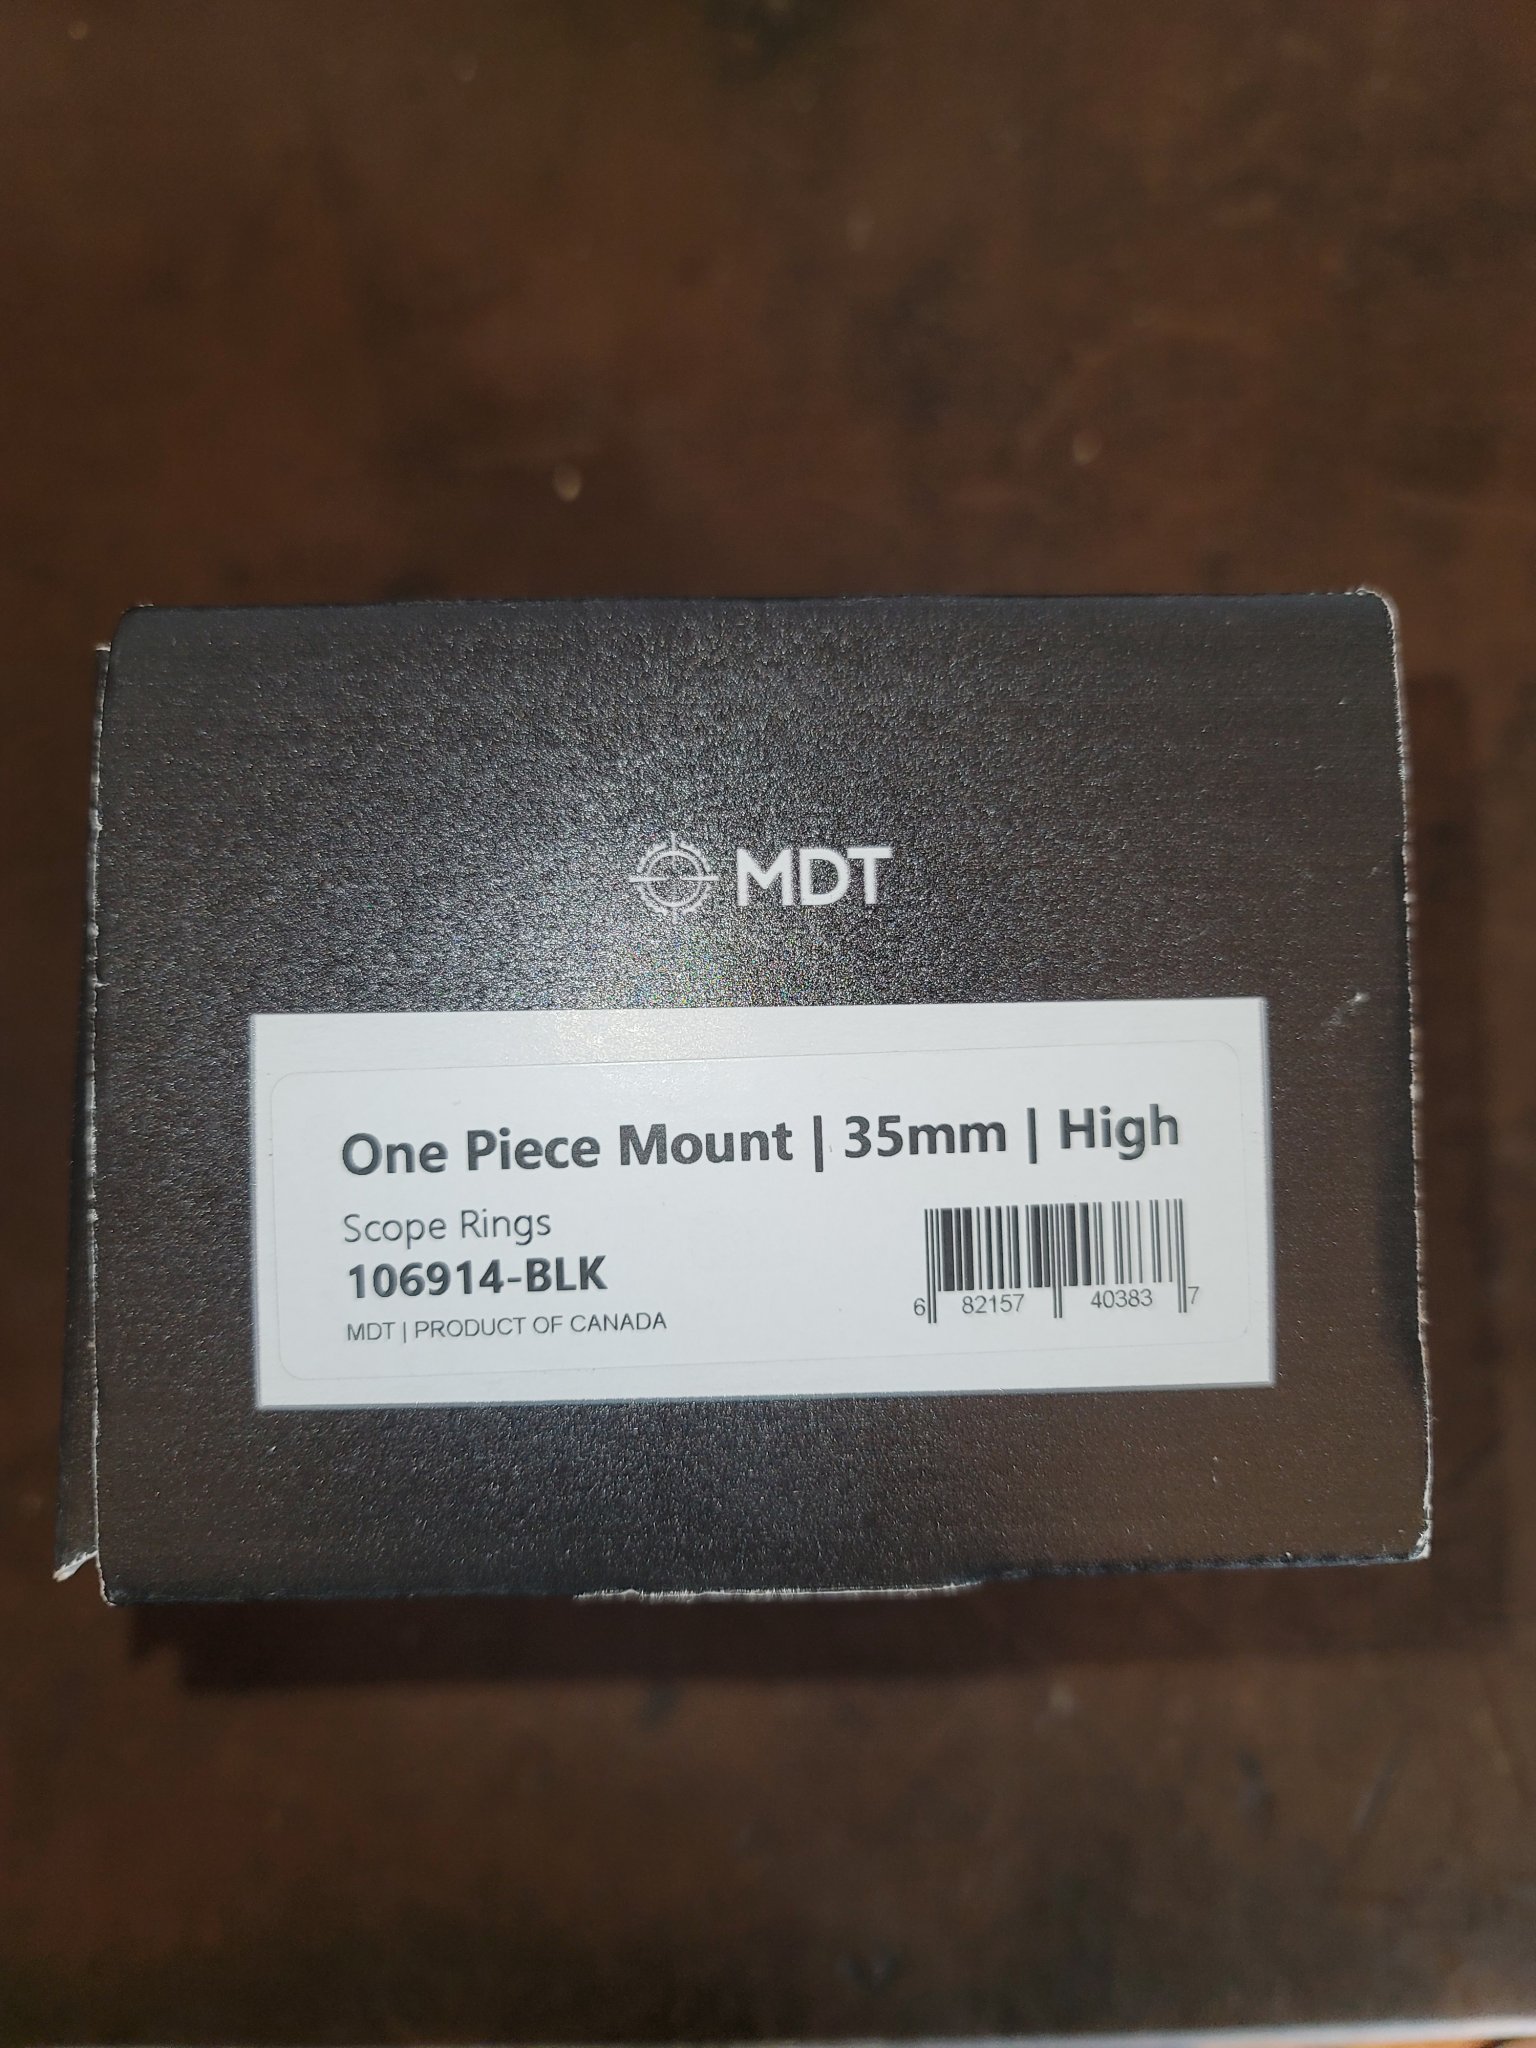 MDT
One Piece Mount | 35mm | High
Scope Rings
106914-BLK
MDT | PRODUCT OF CANADA
6 82157 40383 7